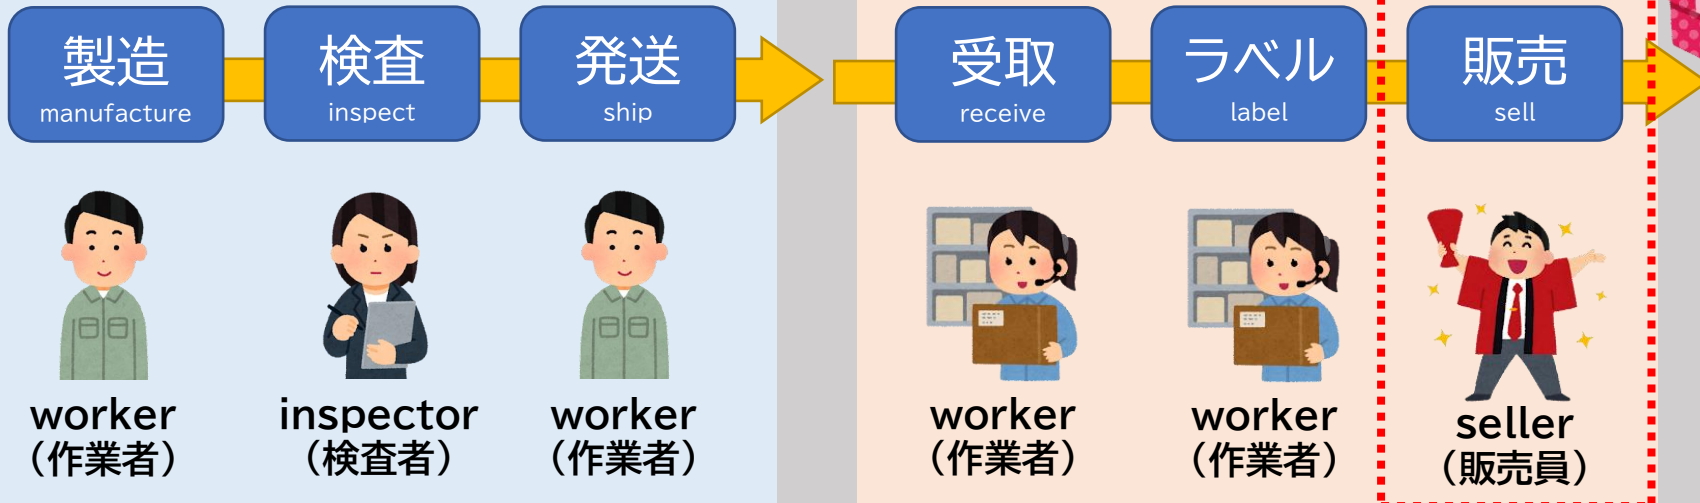 製造
manufacture
検査
inspect
発送
ship
受取
receive
ラベル
label
販売
sell
worker
（作業者）
inspector
（検査者）
worker
（作業者）
worker
（作業者）
worker
（作業者）
seller
（販売員）